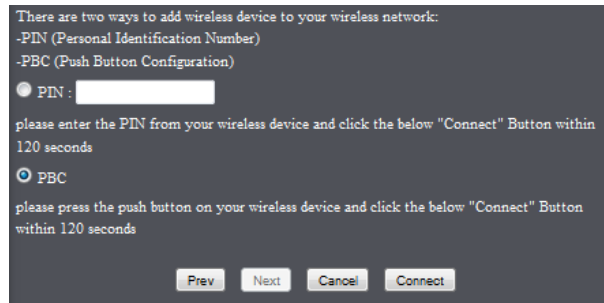 There are two ways to add wireless device to your wireless network:
-PIN (Personal Identification Number)
-PBC (Push Button Configuration)
PIN :
please enter the PIN from your wireless device and click the below "Connect" Button within
120 seconds
PBC
please press the push button on your wireless device and click the below "Connect" Button
within 120 seconds
Prev Next Cancel Connect